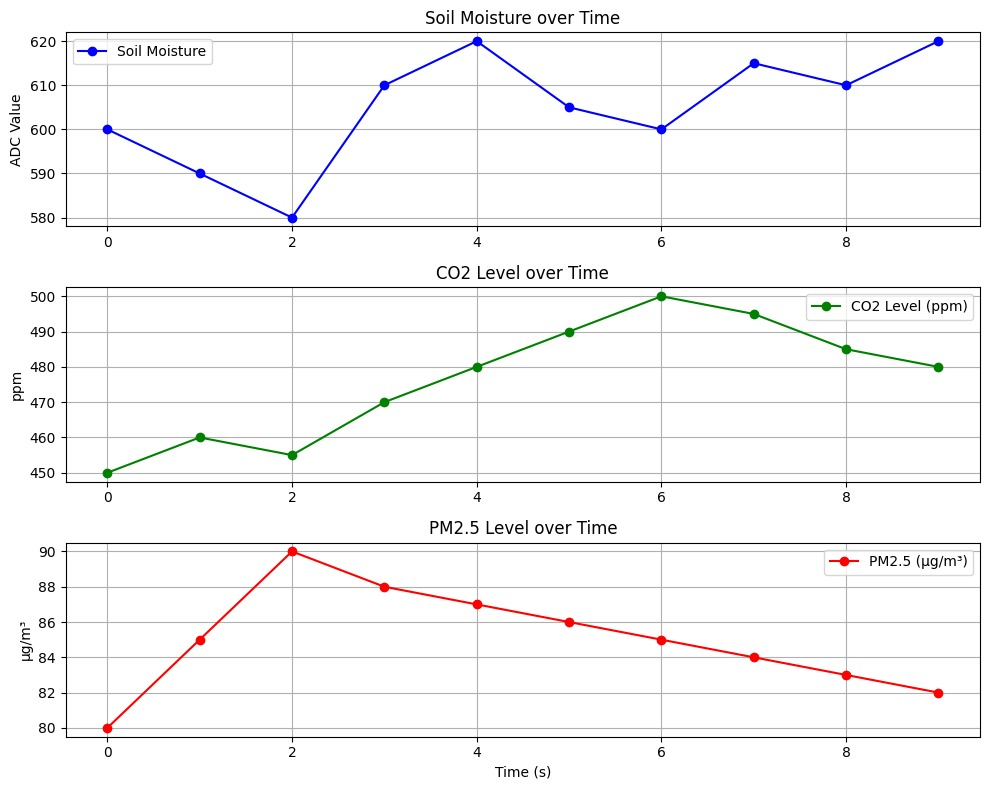 Soil Moisture over Time
Soil Moisture
ADC Value
620
610
600
590
580
0 2 4 6 8
CO2 Level over Time
CO2 Level (ppm)
ppm
500
490
480
470
460
450
0 2 4 6 8
PM2.5 Level over Time
PM2.5 (µg/m³)
µg/m³
90
88
86
84
82
80
0 2 4 6 8
Time (s)